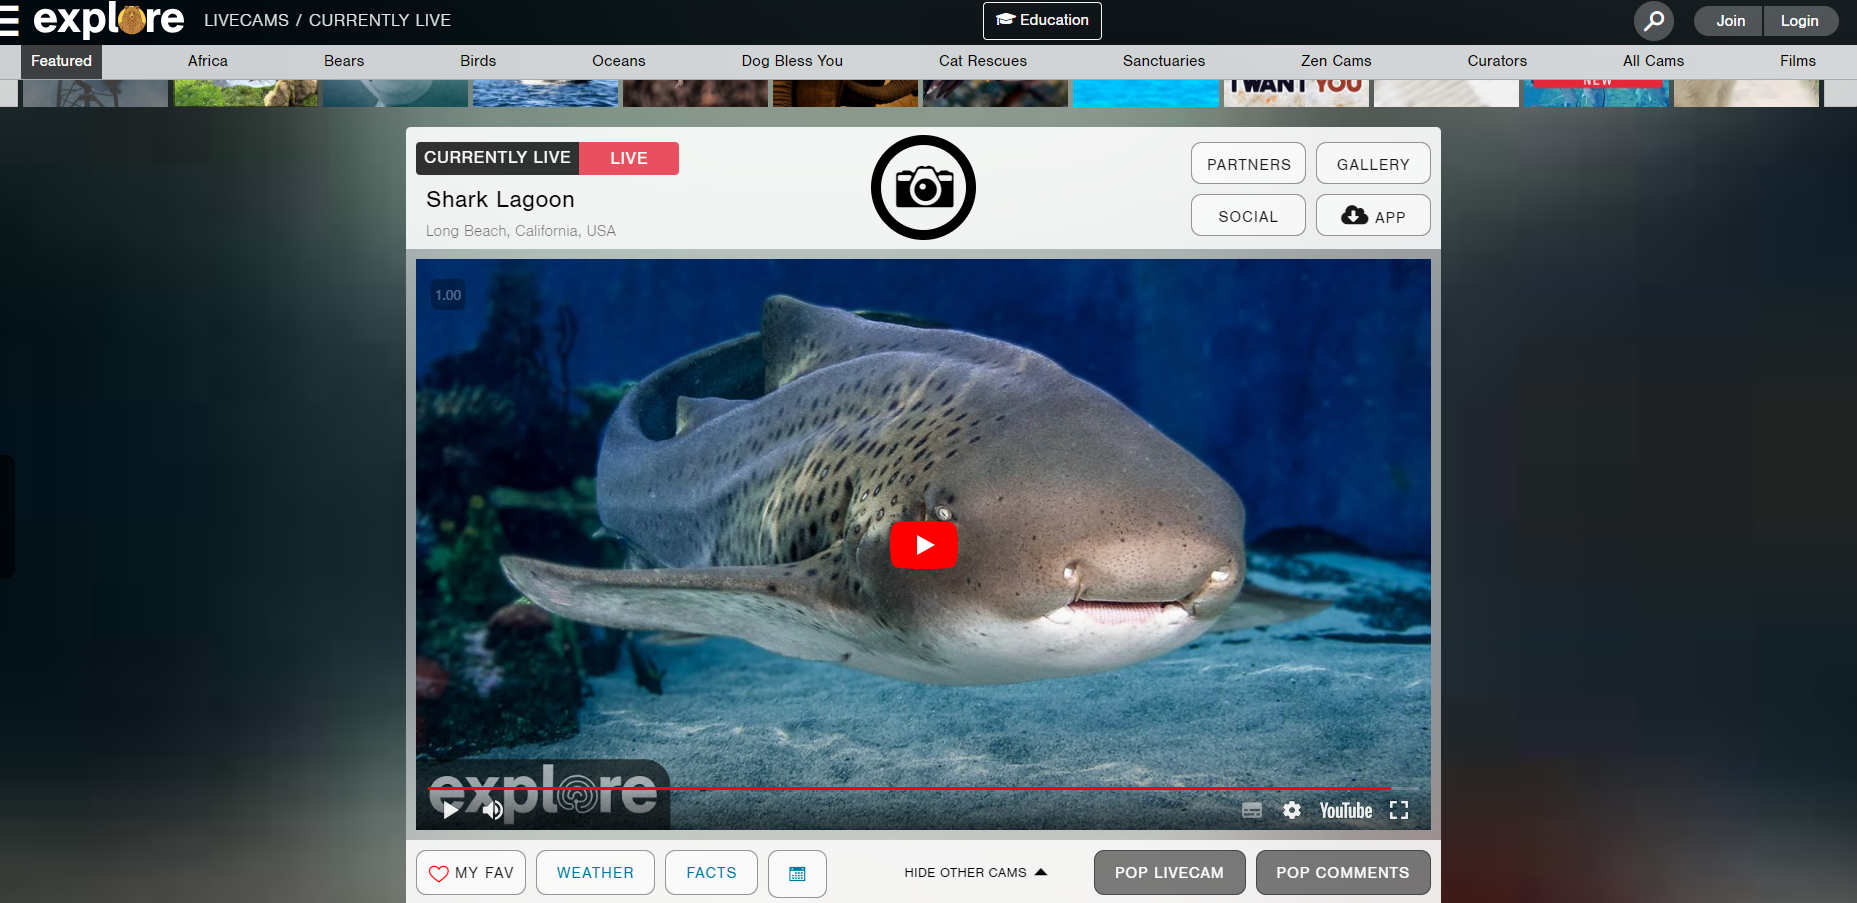 explore
LIVECAMS / CURRENTLY LIVE
Education
Join
Login
Featured
Africa
Bears
Birds
Oceans
Dog Bless You
Cat Rescues
Sanctuaries
Zen Cams
Curators
All Cams
Films
I WANT YOU
NEW
CURRENTLY LIVE
LIVE
Shark Lagoon
Long Beach, California, USA
PARTNERS
GALLERY
SOCIAL
APP
1.00
explore
YouTube
MY FAV
WEATHER
FACTS
HIDE OTHER CAMS
POP LIVECAM
POP COMMENTS